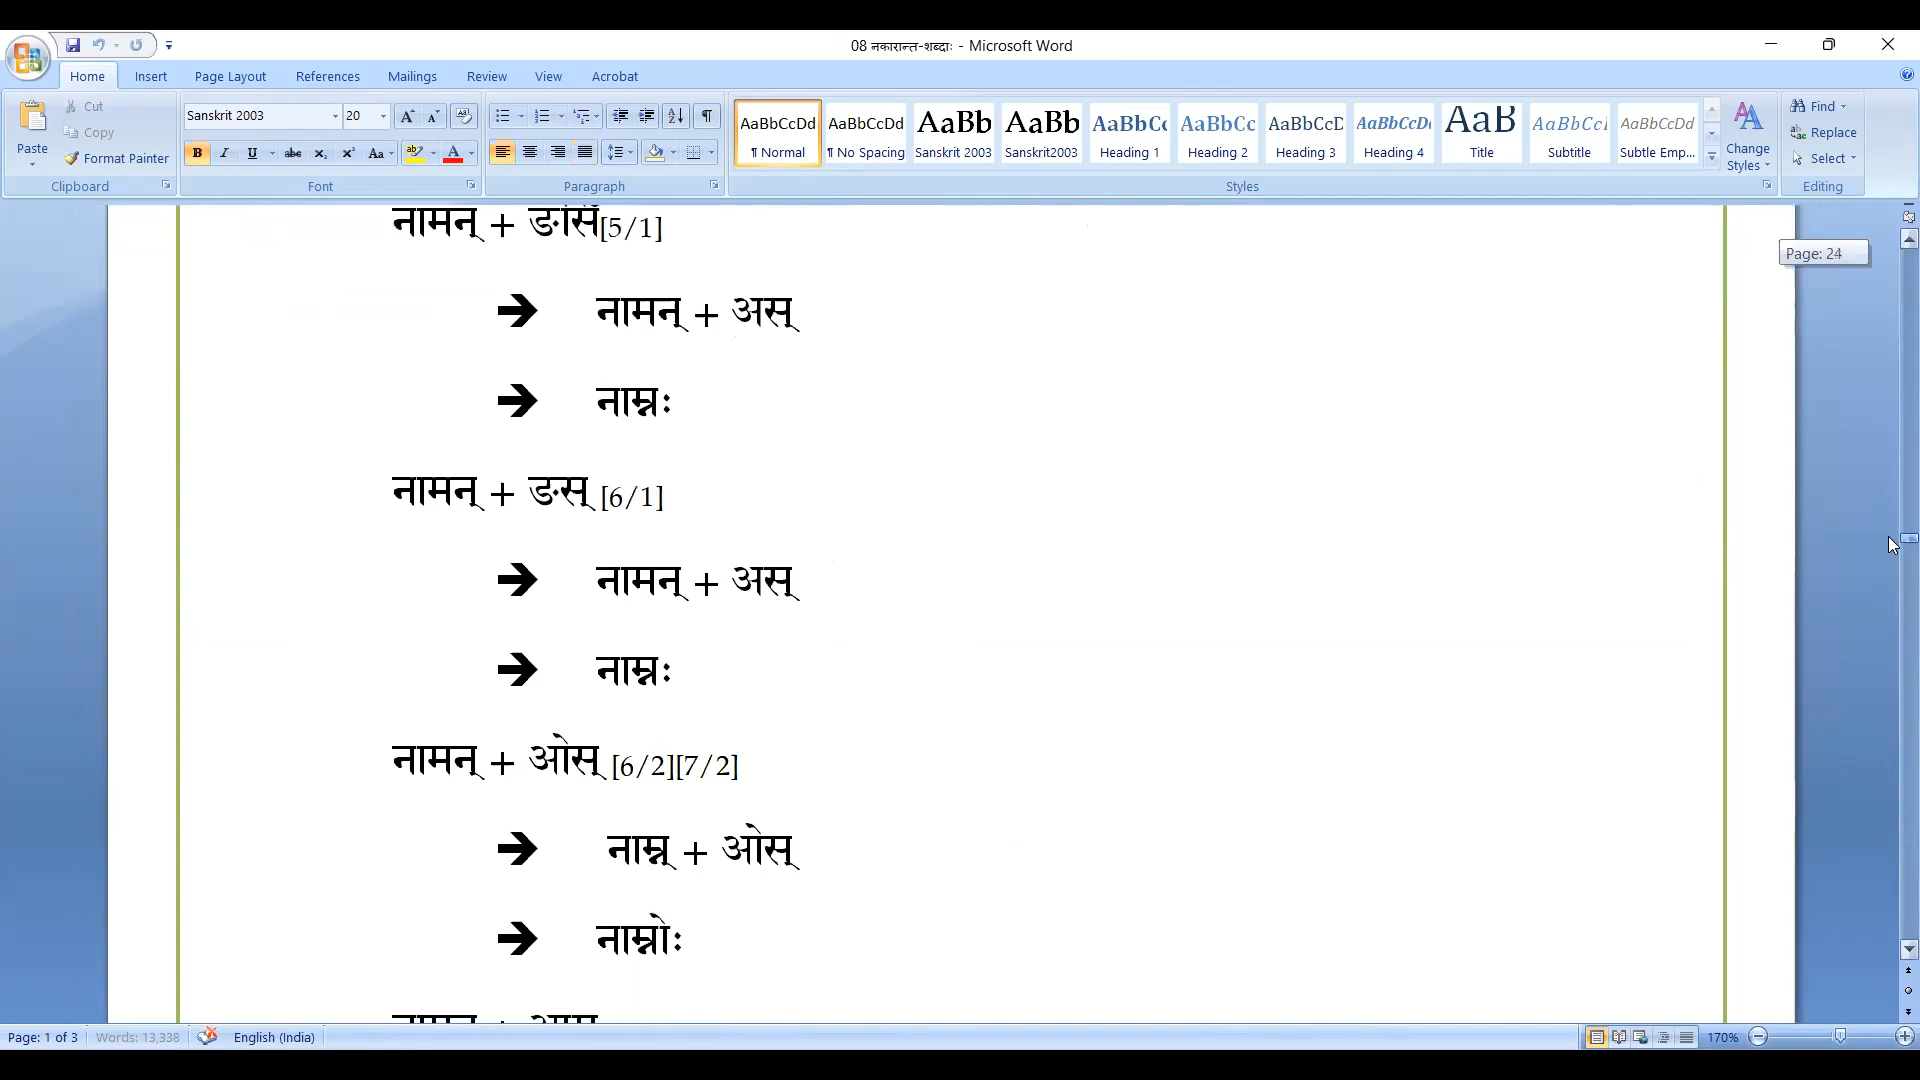 08 नकारान्त-शब्दाः - Microsoft Word
Home Insert Page Layout References Mailings Review View Acrobat
Paste
Cut
Copy
Format Painter
Clipboard
Sanskrit 2003 20
Font
Paragraph
AaBbCcDd ¶ Normal
AaBbCcDd ¶ No Spacing
AaBb Sanskrit 2003
AaBb Sanskrit2003
AaBbCc Heading 1
AaBbCc Heading 2
AaBbCcD Heading 3
AaBbCcDc Heading 4
AaB Title
AaBbCcI Subtitle
AaBbCcDd Subtle Emp...
Change Styles
Styles
Find
Replace
Select
Editing
नामन् + ङसिँ[5/1]
Page: 24
➔ नामन् + अस्
➔ नाम्नः
नामन् + ङस् [6/1]
➔ नामन् + अस्
➔ नाम्नः
नामन् + ओस् [6/2][7/2]
➔ नाम्न् + ओस्
➔ नाम्नोः
Page: 1 of 3 Words: 13,338 English (India) 170%